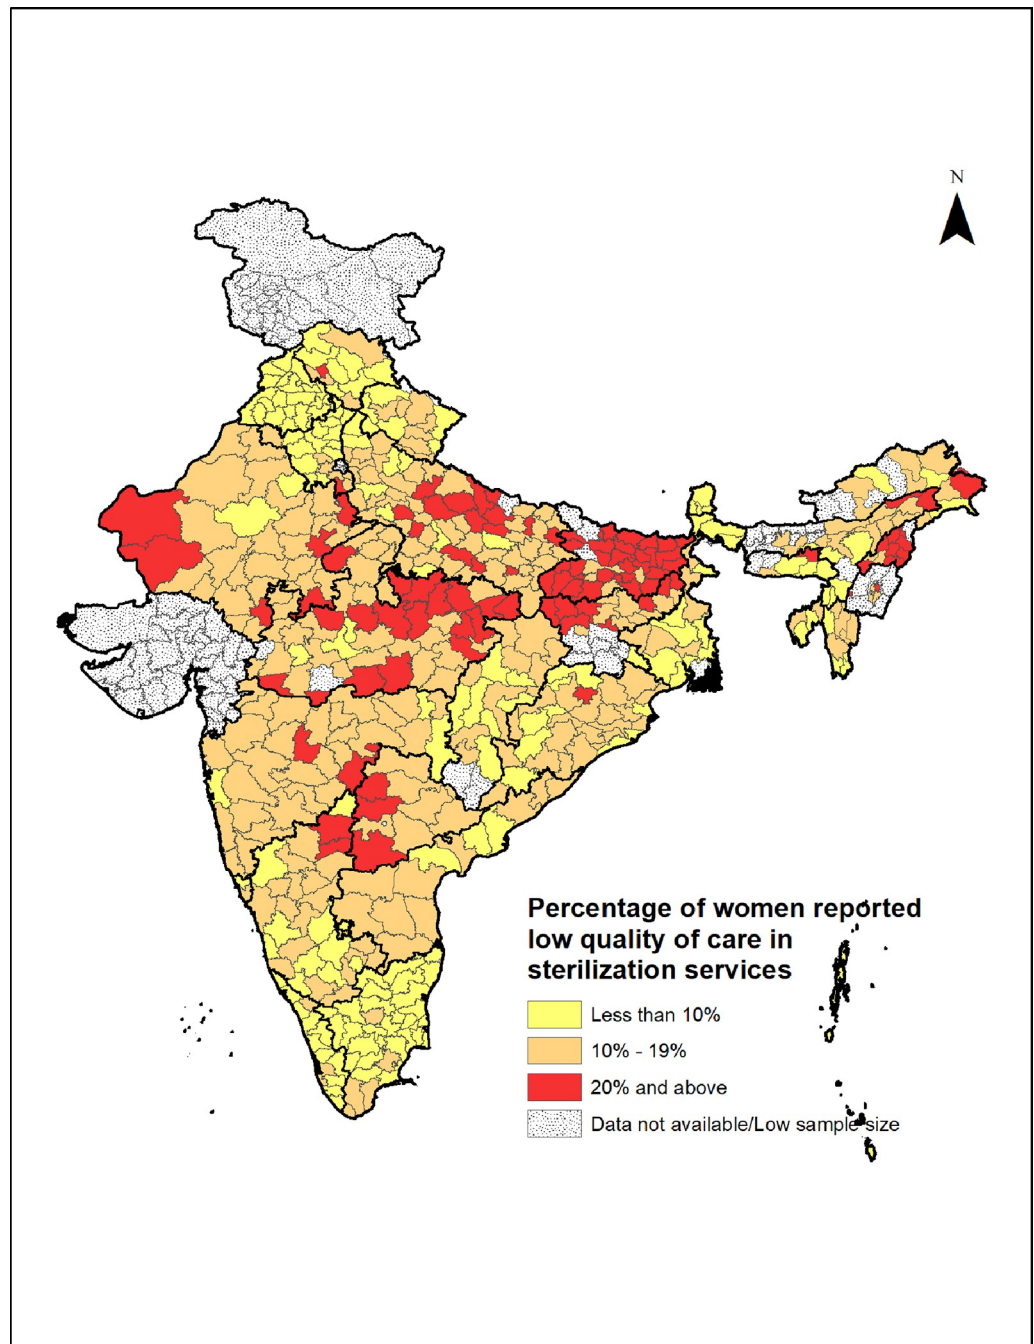 N
Percentage of women reported
low quality of care in
sterilization services
Less than 10%
10% - 19%
20% and above
Data not available/Low sample size